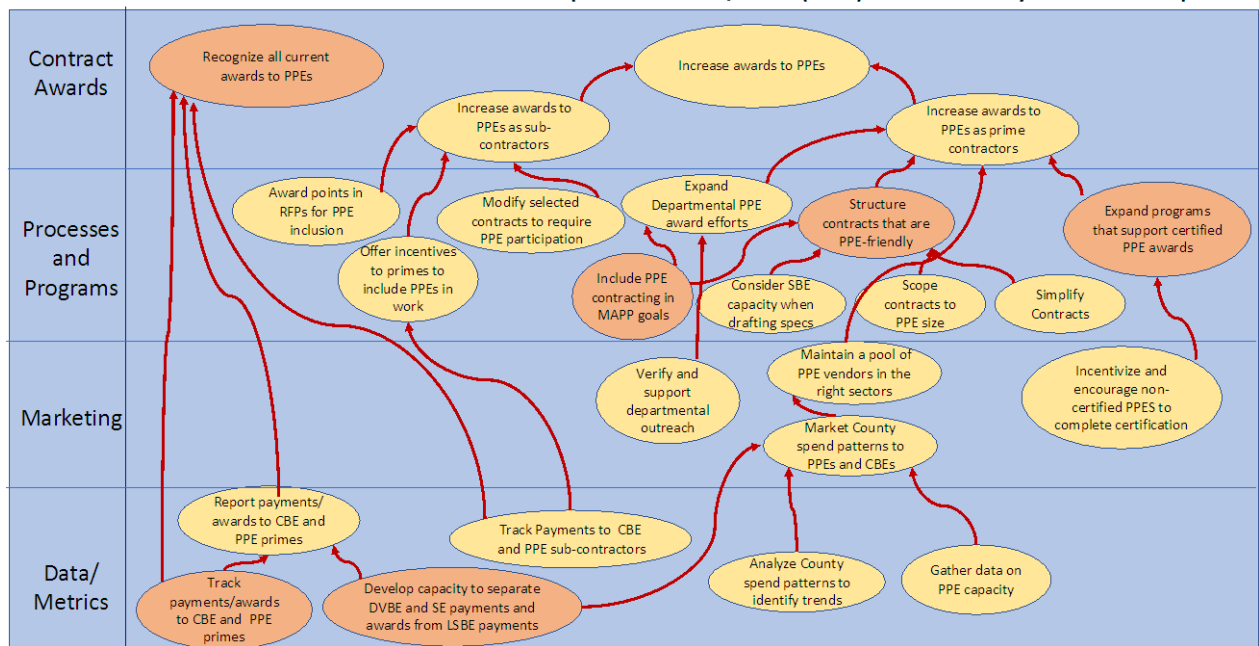 Contract
Awards
Recognize all current
awards to PPEs
Increase awards to PPEs
Increase awards to
PPEs as sub-
contractors
Increase awards to
PPEs as prime
contractors
Processes
and
Programs
Award points in
RFPs for PPE
inclusion
Modify selected
contracts to require
PPE participation
Expand
Departmental PPE
award efforts
Structure
contracts that are
PPE-friendly
Expand programs
that support certified
PPE awards
Offer incentives
to primes to
include PPEs in
work
Include PPE
contracting in
MAPP goals
Consider SBE
capacity when
drafting specs
Scope
contracts to
PPE size
Simplify
Contracts
Marketing
Verify and
support
departmental
outreach
Maintain a pool of
PPE vendors in the
right sectors
Incentivize and
encourage non-
certified PPES to
complete certification
Market County
spend patterns to
PPEs and CBEs
Data/
Metrics
Report payments/
awards to CBE and
PPE primes
Track Payments to CBE
and PPE sub-contractors
Analyze County
spend patterns to
identify trends
Gather data on
PPE capacity
Track
payments/awards
to CBE and PPE
primes
Develop capacity to separate
DVBE and SE payments and
awards from LSBE payments